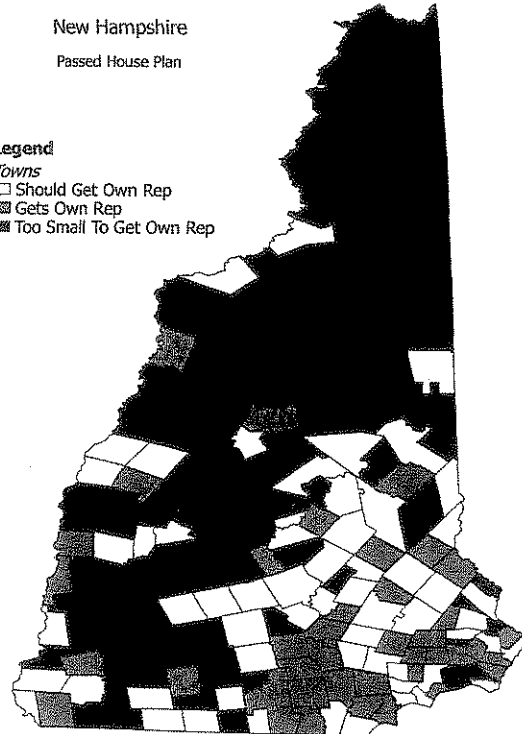 New Hampshire
Passed House Plan
Legend
Towns
Should Get Own Rep
Gets Own Rep
Too Small To Get Own Rep